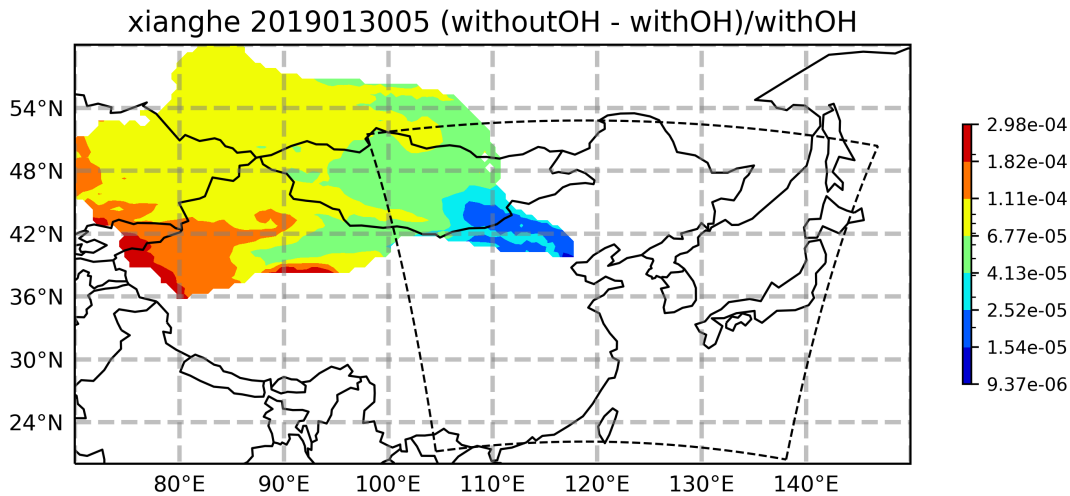 xianghe 2019013005 (withoutOH - withOH)/withOH
54°N
48°N
42°N
36°N
30°N
24°N
80°E 90°E 100°E 110°E 120°E 130°E 140°E
2.98e-04
1.82e-04
1.11e-04
6.77e-05
4.13e-05
2.52e-05
1.54e-05
9.37e-06